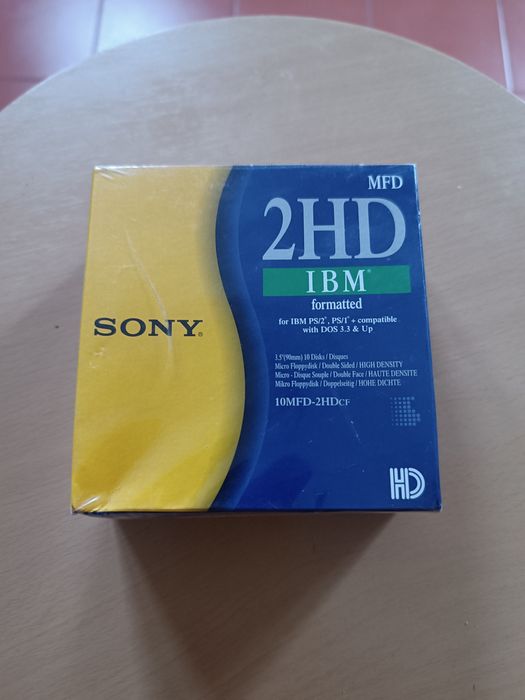 MFD
2HD
IBM®
formatted
for IBM PS/2®, PS/1® + compatible
with DOS 3.3 & Up
SONY®
3.5"(90mm) 10 Disks / Disques
Micro Floppydisk / Double Sided / HIGH DENSITY
Micro - Disque Souple / Double Face / HAUTE DENSITE
Mikro Floppydisk / Doppelseitig / HOHE DICHTE
10MFD-2HDCF
HD